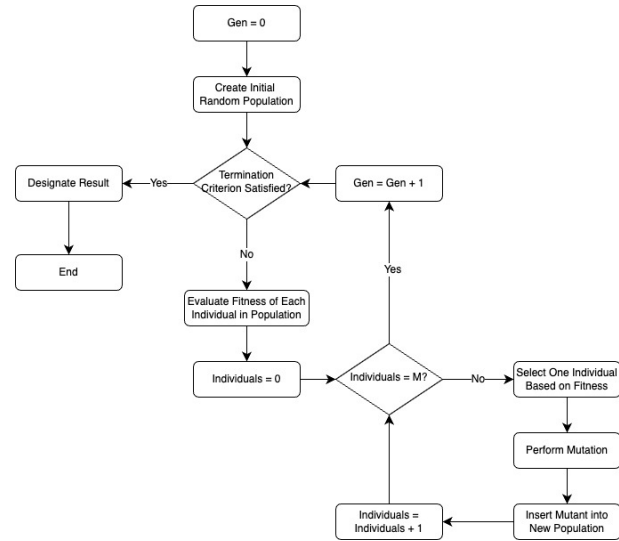 Gen = 0
Create Initial
Random Population
Termination
Criterion Satisfied?
Yes
Designate Result
End
Gen = Gen + 1
No
Evaluate Fitness of Each
Individual in Population
Yes
Individuals = 0
Individuals = M?
No
Select One Individual
Based on Fitness
Perform Mutation
Insert Mutant into
New Population
Individuals =
Individuals + 1